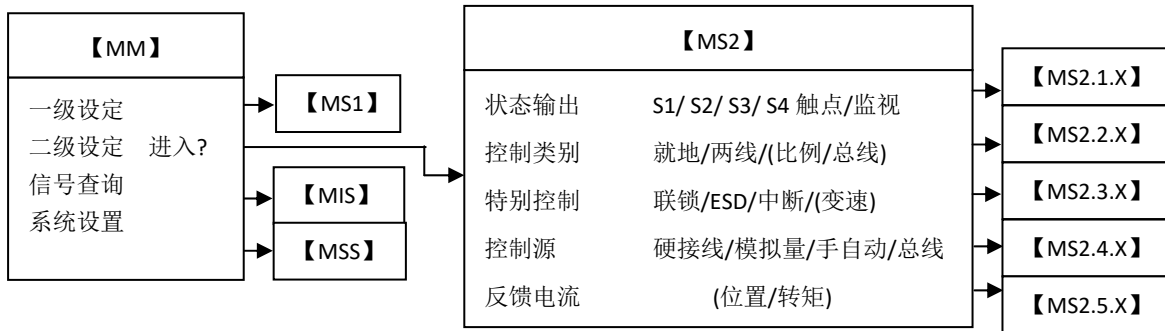 【MM】
一级设定
二级设定 进入?
信号查询
系统设置
【MS1】
【MIS】
【MSS】
【MS2】
状态输出 S1/ S2/ S3/ S4 触点/监视
控制类别 就地/两线/(比例/总线)
特别控制 联锁/ESD/中断/(变速)
控制源 硬接线/模拟量/手自动/总线
反馈电流 (位置/转矩)
【MS2.1.X】
【MS2.2.X】
【MS2.3.X】
【MS2.4.X】
【MS2.5.X】